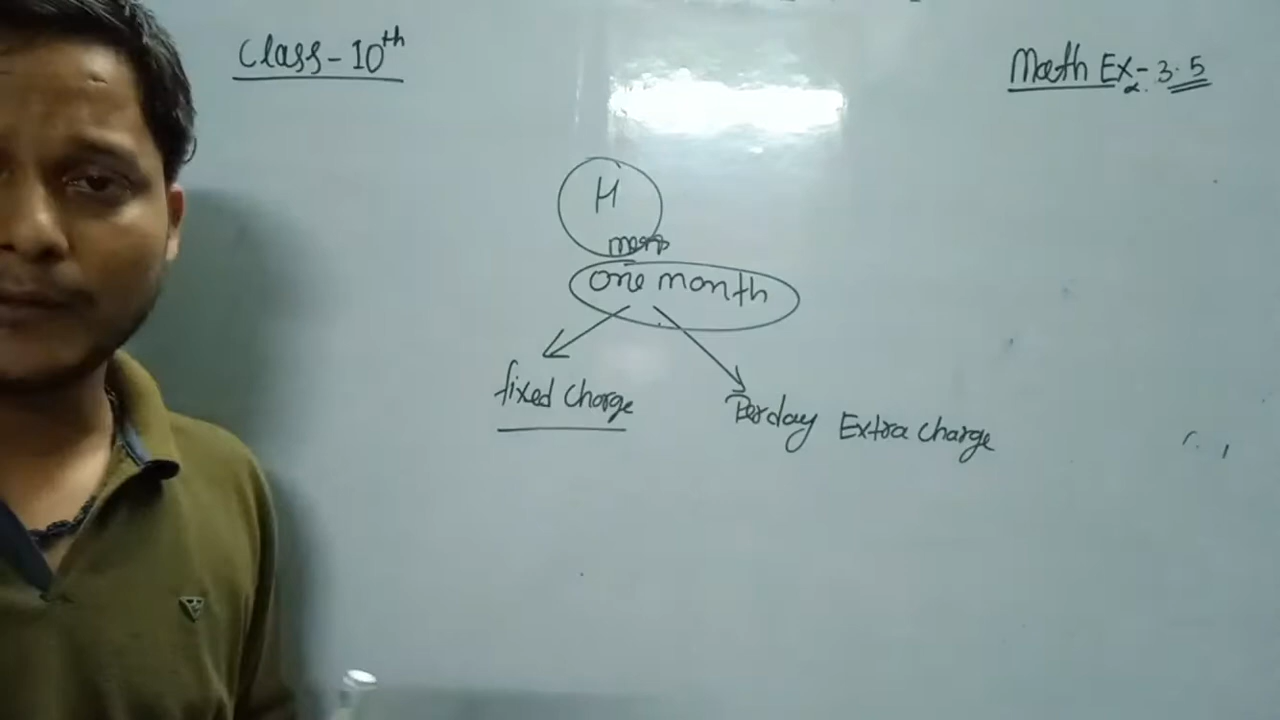 Class-10th
Math Ex-3.5
H
one month
fixed charge
Perday Extra charge